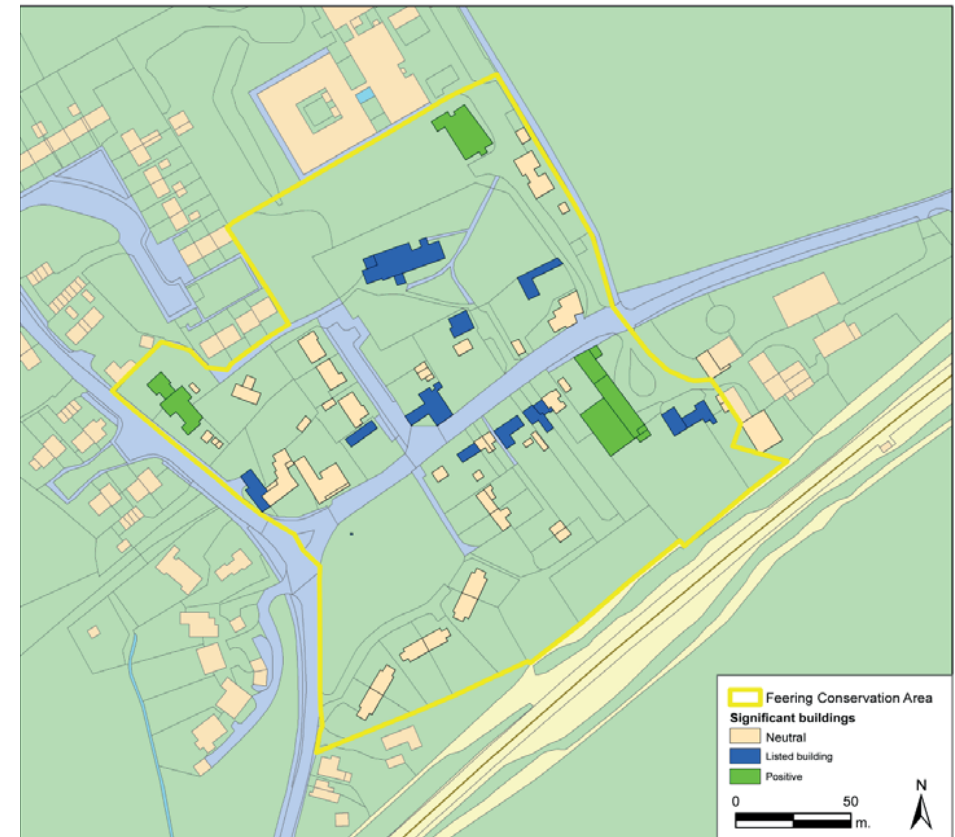 Feering Conservation Area
Significant buildings
Neutral
Listed building
Positive
N
0 50
m.